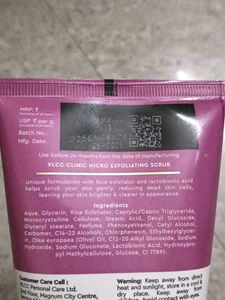 MRP: ₹
USP ₹ per g
Batch No.:
Mfg. Date:
Use before 24 months from the date of manufacturing
VLCC CLINIC MICRO EXFOLIATING SCRUB
Unique formulation with Rice exfoliator and lactobionic acid
helps scrub your skin gently, reducing dead skin cells,
leaving your skin brighter & clearer in appearance.
Ingredients
Aqua, Glycerin, Rice Exfoliator, Caprylic/Capric Triglyceride,
Microcrystalline Cellulose, Stearic Acid, Decyl Glucoside,
Glyceryl stearate, Perfume, Phenoxyethanol, Cetyl Alcohol,
Carbomer, C14-22 Alcohols, Chlorphenesin, Ethylhexylglycer-
in, Olea europaea (Olive) Oil, C12-20 Alkyl Glucoside, Sodium
Hydroxide, Sodium Gluconate, Lactobionic Acid, Hydroxypro-
pyl Methylcellulose, Glucose, CI 77891.
Customer Care Cell :
VLCC Personal Care Ltd.
Floor, Magnum City Centre,
Warning:
Keep away from direct
heat and sunlight, store in a cool &
dry place. Keep away from